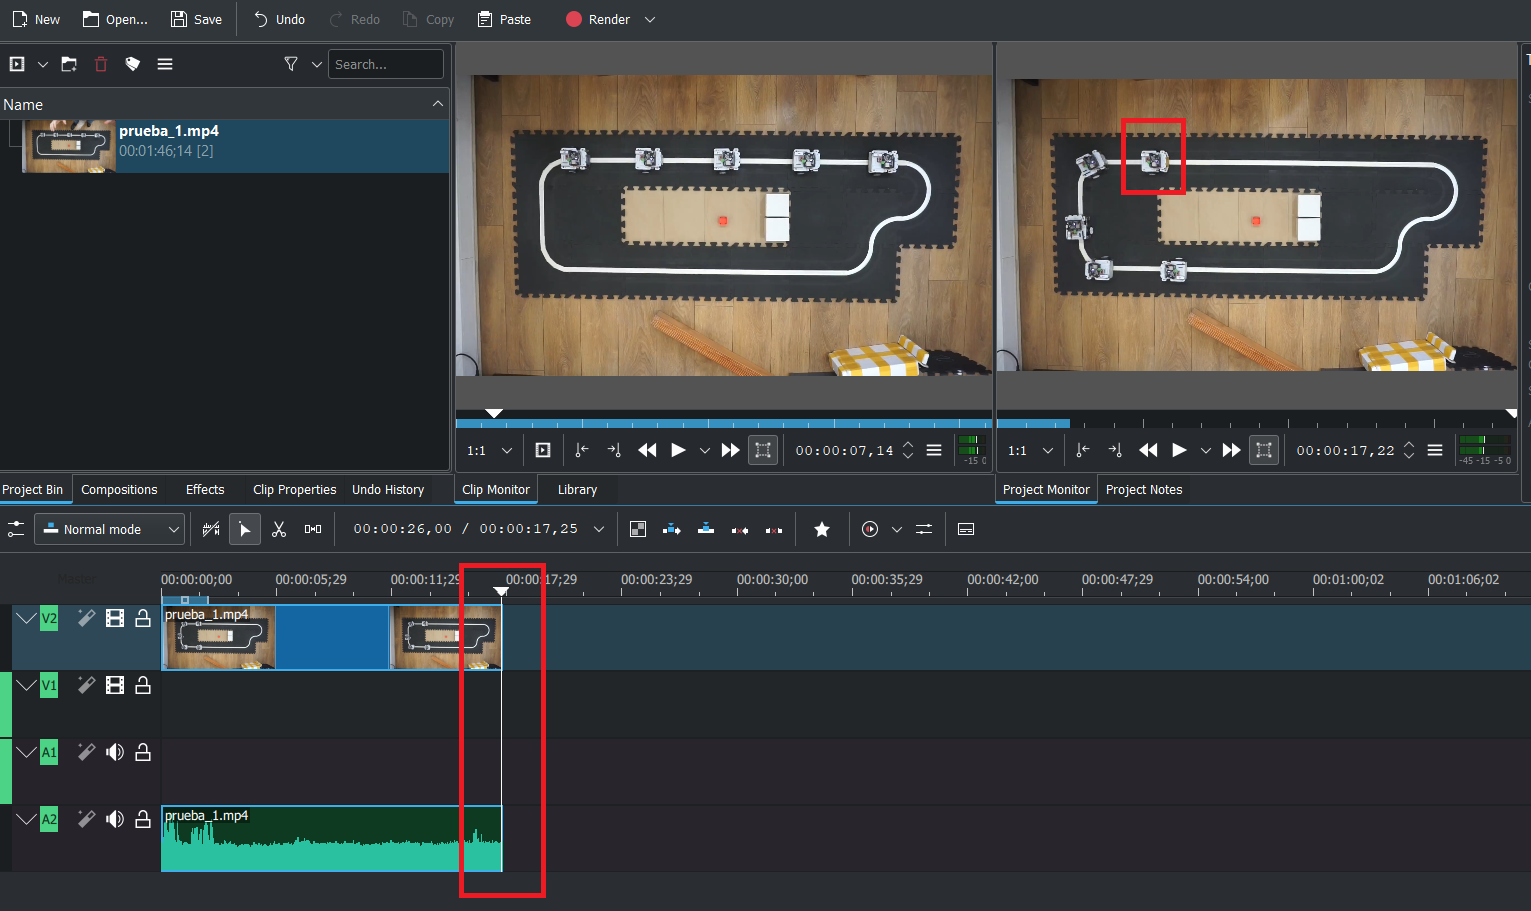 New Open... Save Undo Redo Copy Paste Render
Search...
Name
prueba_1.mp4
00:01:46;14 [2]
1:1 00:00:07,14 -15 0
1:1 00:00:17,22 -45 -15 -5 0
Project Bin Compositions Effects Clip Properties Undo History Clip Monitor Library Project Monitor Project Notes
Normal mode 00:00:26,00 / 00:00:17,25
Master 00:00:00;00 00:00:05;29 00:00:11;29 00:00:17;29 00:00:23;29 00:00:30;00 00:00:35;29 00:00:42;00 00:00:47;29 00:00:54;00 00:01:00;02 00:01:06;02
V2 prueba_1.mp4
V1
A1
A2 prueba_1.mp4